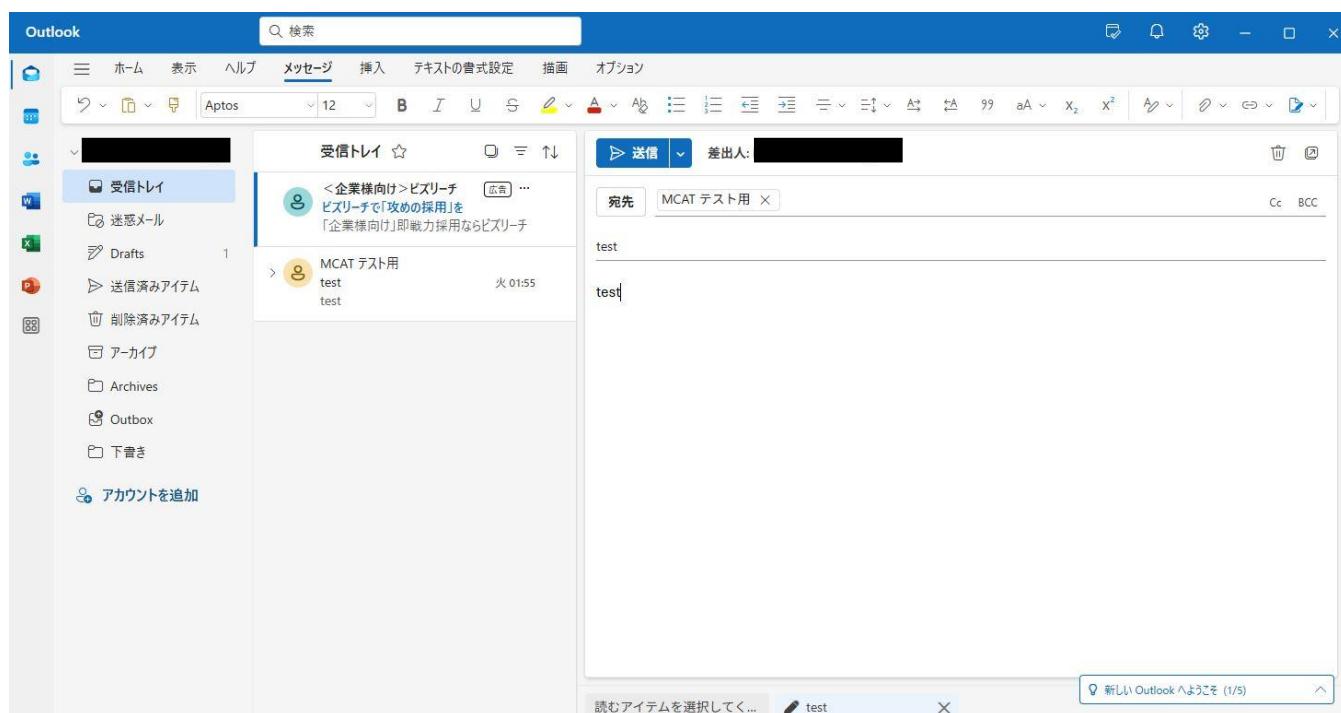 Outlook
検索
ホーム 表示 ヘルプ メッセージ 挿入 テキストの書式設定 描画 オプション
Aptos 12 B I U S A aA X₂ X²
受信トレイ
迷惑メール
Drafts 1
送信済みアイテム
削除済みアイテム
アーカイブ
Archives
Outbox
下書き
アカウントを追加
受信トレイ
<企業様向け>ビズリーチ 広告 …
ビズリーチで「攻めの採用」を
「企業様向け」即戦力採用ならビズリーチ
MCAT テスト用
test 火 01:55
test
送信 差出人:
宛先 MCAT テスト用 Cc BCC
test
test
新しい Outlook へようこそ (1/5)
読むアイテムを選択してく... test